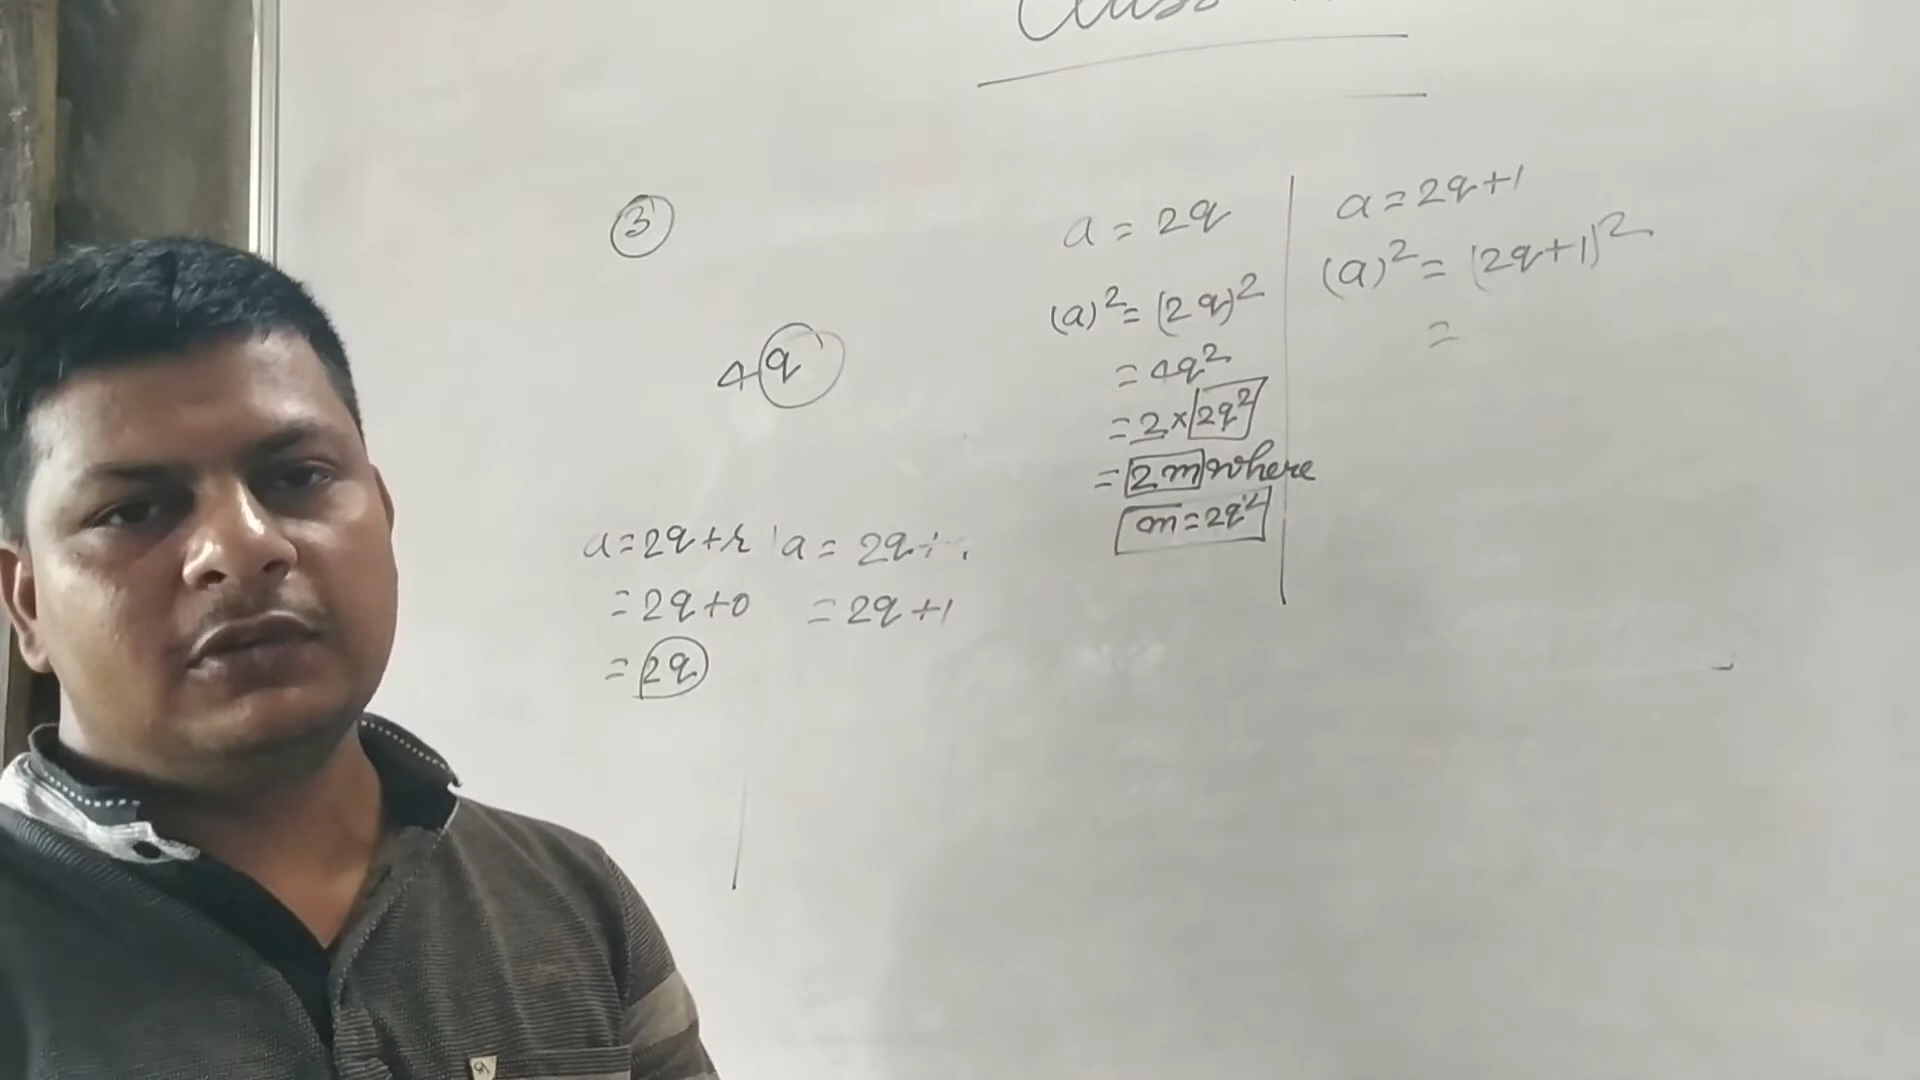 Class
3
4q
a = 2q + r
= 2q + 0
= 2q
a = 2q +
= 2q + 1
a = 2q
(a)² = (2q)²
= 4q²
= 2 × 2q²
= 2m where
m = 2q²
a = 2q + 1
(a)² = (2q + 1)²
=